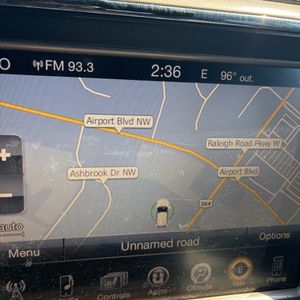 O FM 93.3 2:36 E 96° out.
Airport Blvd NW
Raleigh Road Pkwy W
Ashbrook Dr NW
Airport Blvd
264
auto
Menu Unnamed road Options
Controls Apps Climate Nav Phone
E